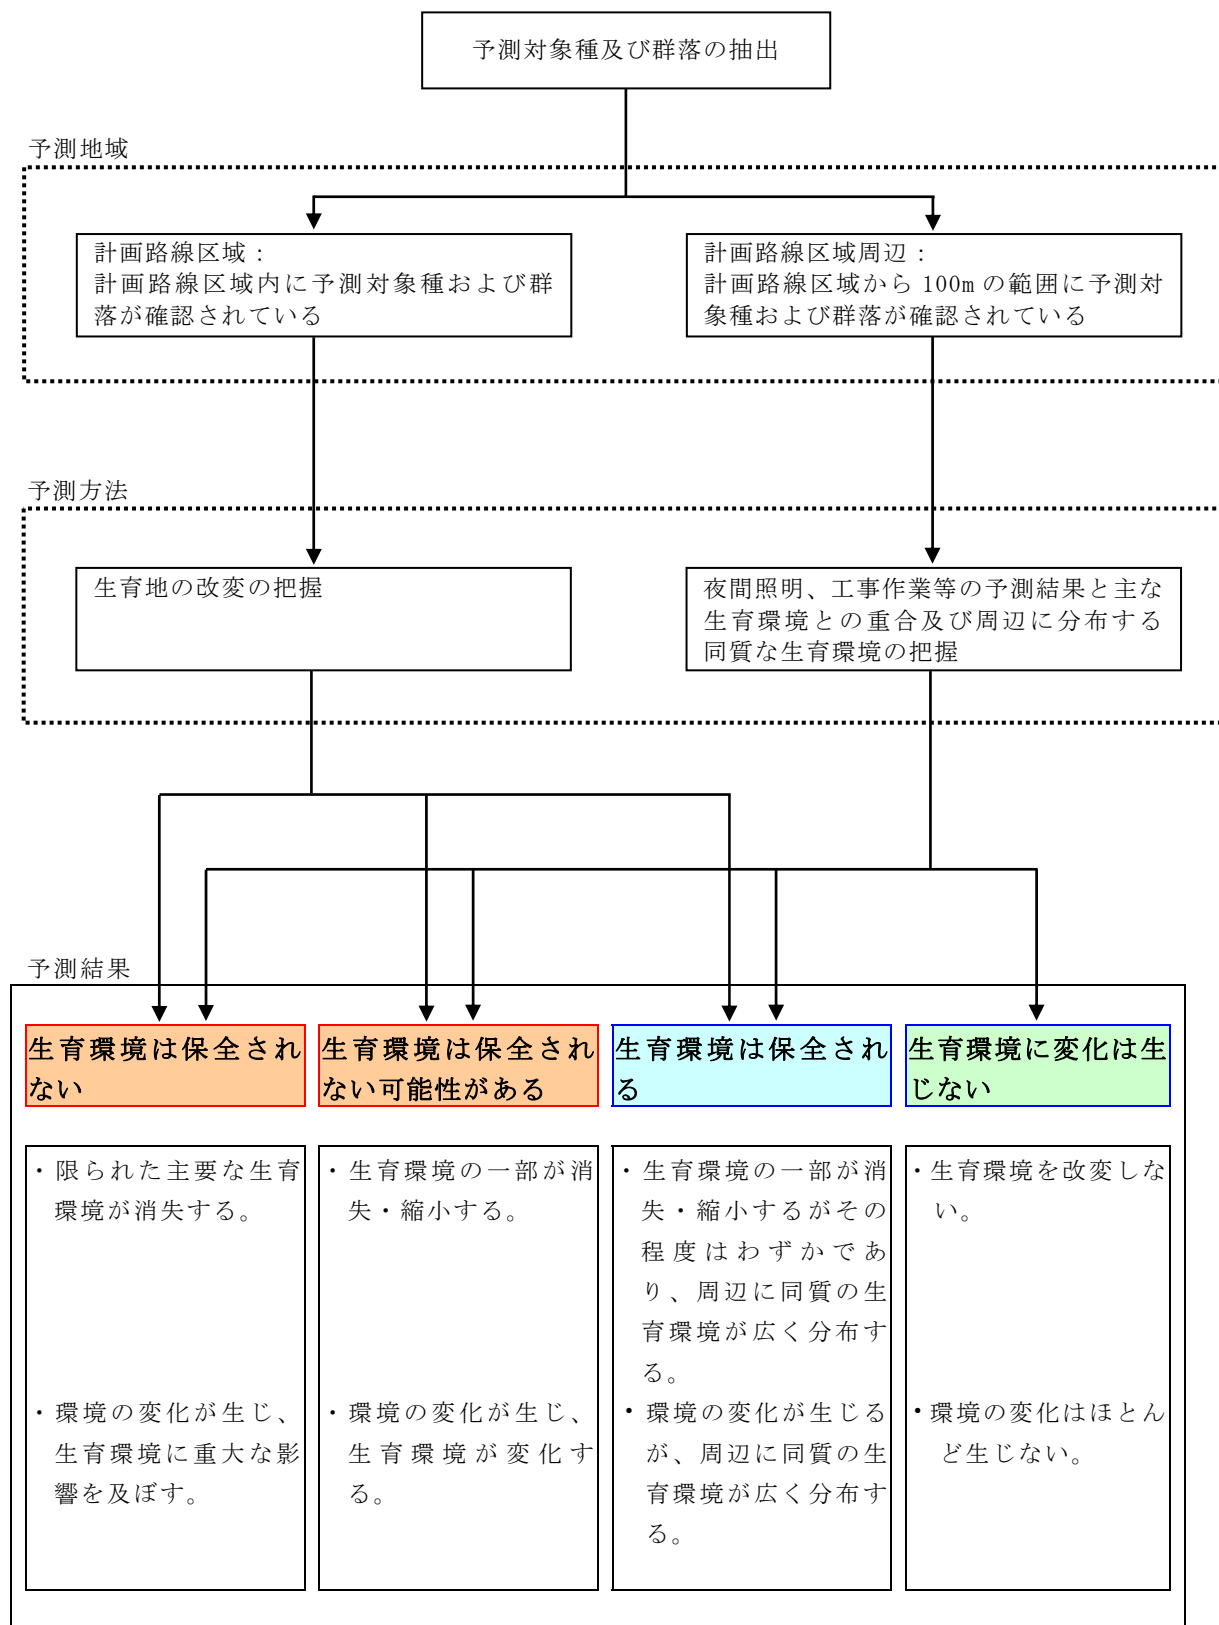 予測対象種及び群落の抽出
予測地域
計画路線区域：
計画路線区域内に予測対象種および群
落が確認されている
計画路線区域周辺：
計画路線区域から 100m の範囲に予測対
象種および群落が確認されている
予測方法
生育地の改変の把握
夜間照明、工事作業等の予測結果と主な
生育環境との重合及び周辺に分布する
同質な生育環境の把握
予測結果
生育環境は保全され
ない
生育環境は保全され
ない可能性がある
生育環境は保全され
る
生育環境に変化は生
じない
・限られた主要な生育
環境が消失する。
・環境の変化が生じ、
生育環境に重大な影
響を及ぼす。
・生育環境の一部が消
失・縮小する。
・環境の変化が生じ、
生育環境が変化す
る。
・生育環境の一部が消
失・縮小するがその
程度はわずかであ
り、周辺に同質の生
育環境が広く分布す
る。
・環境の変化が生じる
が、周辺に同質の生
育環境が広く分布す
る。
・生育環境を改変しな
い。
・環境の変化はほとん
ど生じない。